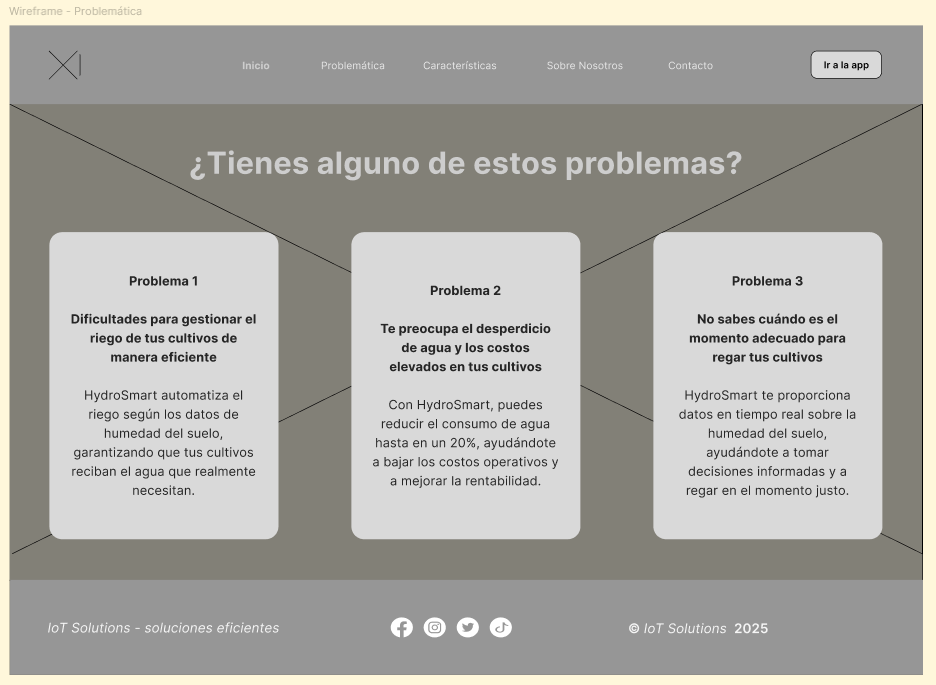 Wireframe - Problemática
Inicio
Problemática
Características
Sobre Nosotros
Contacto
Ir a la app
¿Tienes alguno de estos problemas?
Problema 1
Dificultades para gestionar el
riego de tus cultivos de
manera eficiente
HydroSmart automatiza el
riego según los datos de
humedad del suelo,
garantizando que tus cultivos
reciban el agua que realmente
necesitan.
Problema 2
Te preocupa el desperdicio
de agua y los costos
elevados en tus cultivos
Con HydroSmart, puedes
reducir el consumo de agua
hasta en un 20%, ayudándote
a bajar los costos operativos y
a mejorar la rentabilidad.
Problema 3
No sabes cuándo es el
momento adecuado para
regar tus cultivos
HydroSmart te proporciona
datos en tiempo real sobre la
humedad del suelo,
ayudándote a tomar
decisiones informadas y a
regar en el momento justo.
IoT Solutions - soluciones eficientes
© IoT Solutions 2025